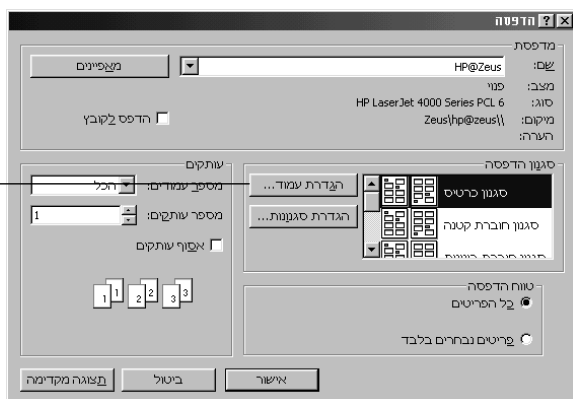 הדפסה
מדפסת
שם: HP@Zeus מאפיינים
מצב: פנוי
סוג: HP LaserJet 4000 Series PCL 6
מיקום: \\Zeus\hp@zeus
הערה:
הדפס לקובץ
סגנון הדפסה
סגנון כרטיס
סגנון חוברת קטנה
הגדרת עמוד...
הגדרת סגנונות...
עותקים
מספר עמודים: הכל
מספר עותקים: 1
אסוף עותקים
1 1 2 2 3 3
טווח הדפסה
כל הפריטים
פריטים נבחרים בלבד
אישור ביטול תצוגה מקדימה